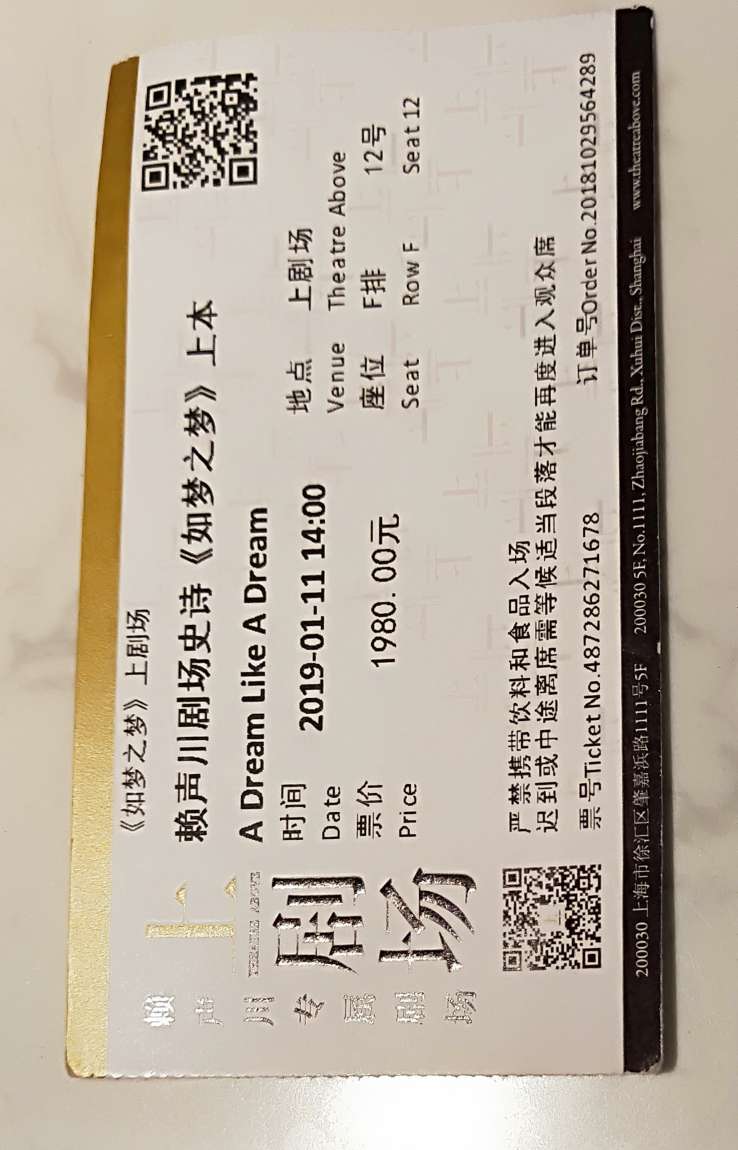 《如梦之梦》上剧场
赖声川剧场史诗《如梦之梦》上本
A Dream Like A Dream
时间 2019-01-11 14:00 地点 上剧场
Date Venue Theatre Above
票价 1980.00元 座位 F排 12号
Price Seat Row F Seat 12
上
THEATRE ABOVE
剧场
赖声川专属剧场
严禁携带饮料和食品入场
迟到或中途离席需等候适当段落才能再度进入观众席
票号Ticket No.487286271678 订单号Order No.20181029564289
200030 上海市徐汇区肇嘉浜路1111号5F 200030 5F, No.1111, Zhaojiabang Rd., Xuhui Dist., Shanghai www.theatreabove.com